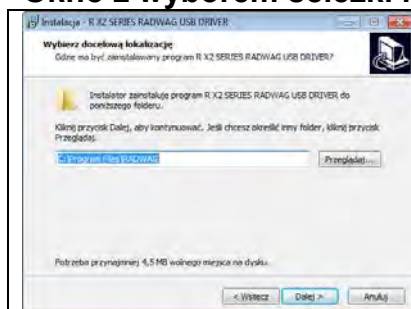 Okno z wyborem ścieżki
Instalacja - R X2 SERIES RADWAG USB DRIVER
Wybierz docelową lokalizację
Gdzie ma być zainstalowany program R X2 SERIES RADWAG USB DRIVER?
Instalator zainstaluje program R X2 SERIES RADWAG USB DRIVER do
poniższego folderu.
Kliknij przycisk Dalej, aby kontynuować. Jeśli chcesz określić inny folder, kliknij przycisk
Przeglądaj.
C:\Program Files\RADWAG
Przeglądaj...
Potrzeba przynajmniej 4,5 MB wolnego miejsca na dysku.
< Wstecz
Dalej >
Anuluj